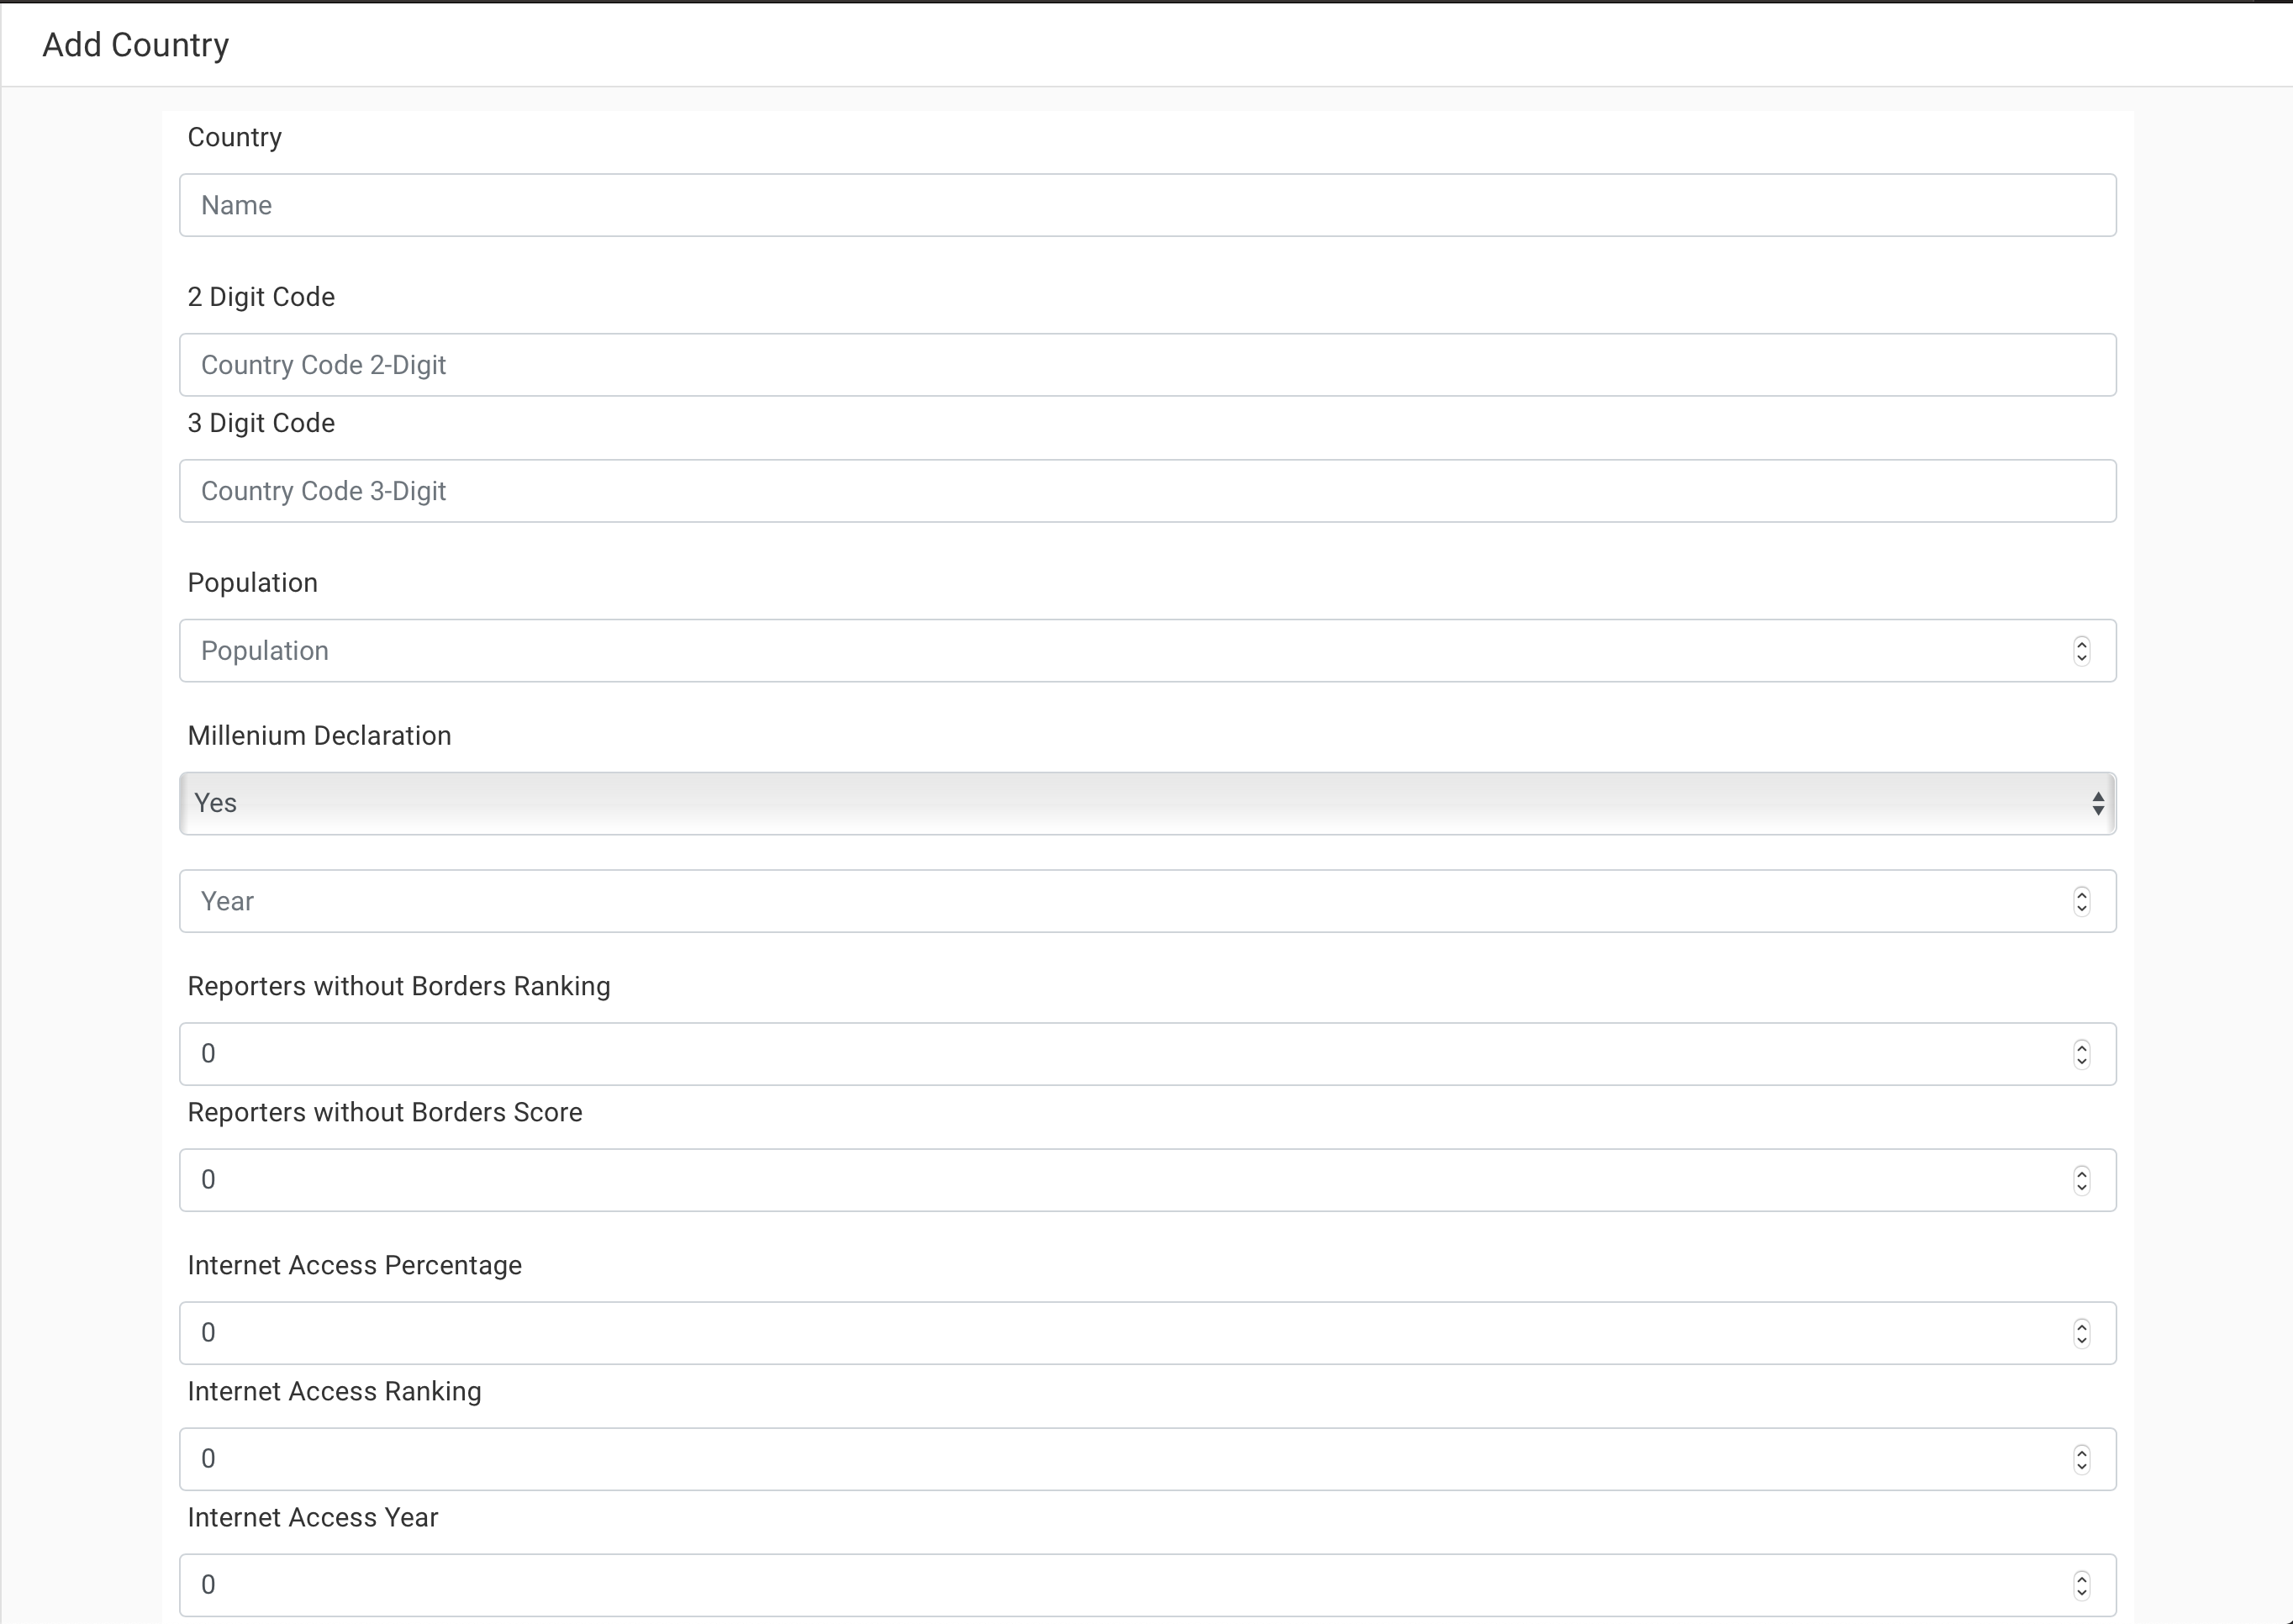 Add Country
Country
Name
2 Digit Code
Country Code 2-Digit
3 Digit Code
Country Code 3-Digit
Population
Population
Millenium Declaration
Yes
Year
Reporters without Borders Ranking
0
Reporters without Borders Score
0
Internet Access Percentage
0
Internet Access Ranking
0
Internet Access Year
0